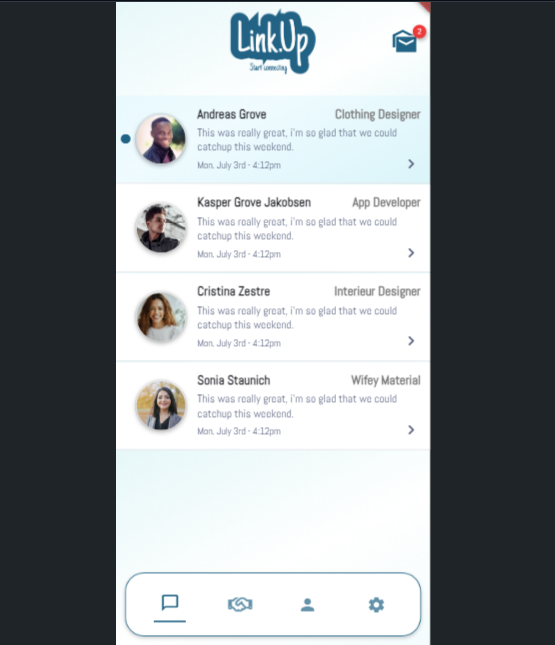 Link.Up
Start connecting
2
Andreas Grove Clothing Designer
This was really great, i'm so glad that we could
catchup this weekend.
Mon. July 3rd - 4:12pm
Kasper Grove Jakobsen App Developer
This was really great, i'm so glad that we could
catchup this weekend.
Mon. July 3rd - 4:12pm
Cristina Zestre Interieur Designer
This was really great, i'm so glad that we could
catchup this weekend.
Mon. July 3rd - 4:12pm
Sonia Staunich Wifey Material
This was really great, i'm so glad that we could
catchup this weekend.
Mon. July 3rd - 4:12pm